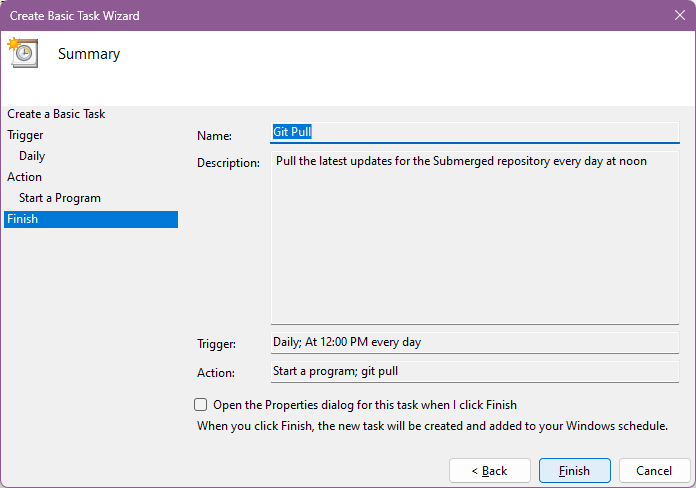 Create Basic Task Wizard
Summary
Create a Basic Task
Trigger
Daily
Action
Start a Program
Finish
Name: Git Pull
Description: Pull the latest updates for the Submerged repository every day at noon
Trigger: Daily; At 12:00 PM every day
Action: Start a program; git pull
Open the Properties dialog for this task when I click Finish
When you click Finish, the new task will be created and added to your Windows schedule.
< Back Finish Cancel